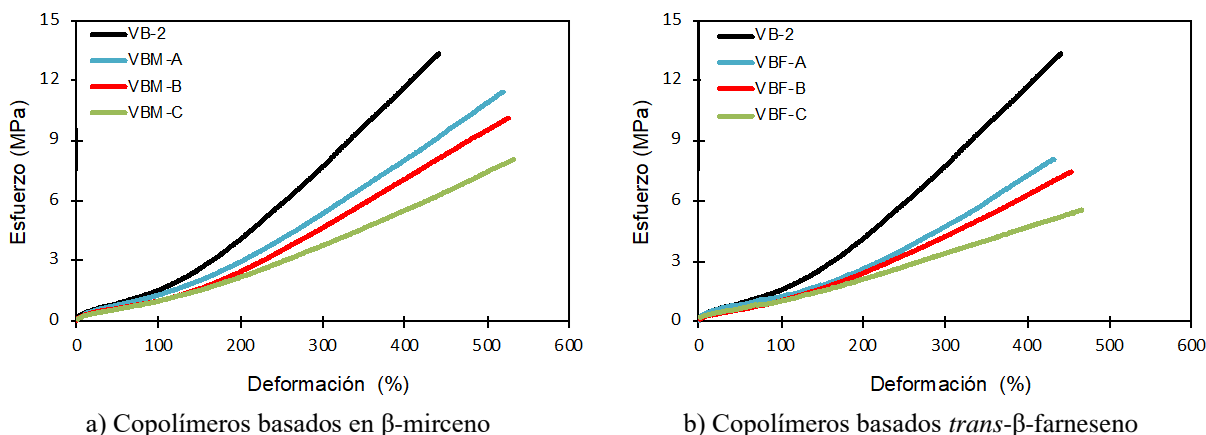 15
12
9
6
3
0
Esfuerzo (MPa)
VB-2
VBM-A
VBM-B
VBM-C
0 100 200 300 400 500 600
Deformación (%)
a) Copolímeros basados en β-mirceno
15
12
9
6
3
0
Esfuerzo (MPa)
VB-2
VBF-A
VBF-B
VBF-C
0 100 200 300 400 500 600
Deformación (%)
b) Copolímeros basados trans-β-farneseno